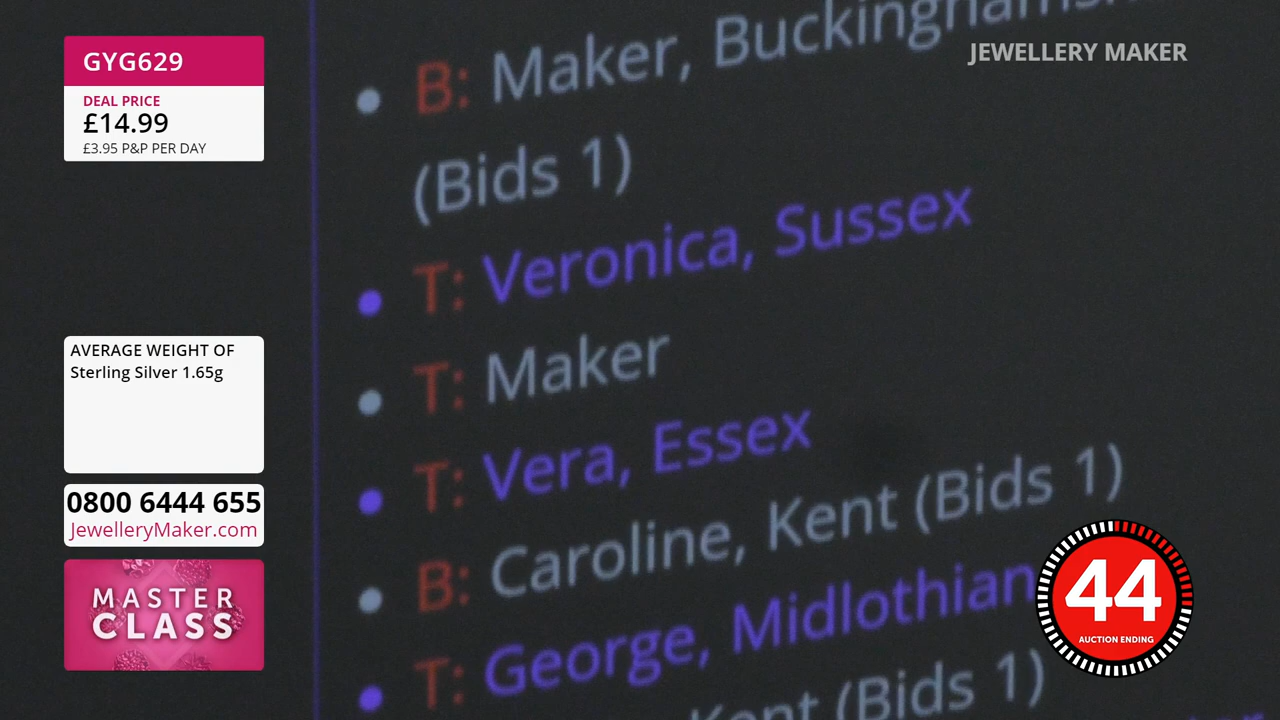 GYG629
DEAL PRICE
£14.99
£3.95 P&P PER DAY
AVERAGE WEIGHT OF
Sterling Silver 1.65g
0800 6444 655
JewelleryMaker.com
MASTER
CLASS
JEWELLERY MAKER
B: Maker,
(Bids 1)
T: Veronica, Sussex
T: Maker
T: Vera, Essex
B: Caroline, Kent (Bids 1)
T: George, Midlothian
Kent (Bids 1)
44
AUCTION ENDING